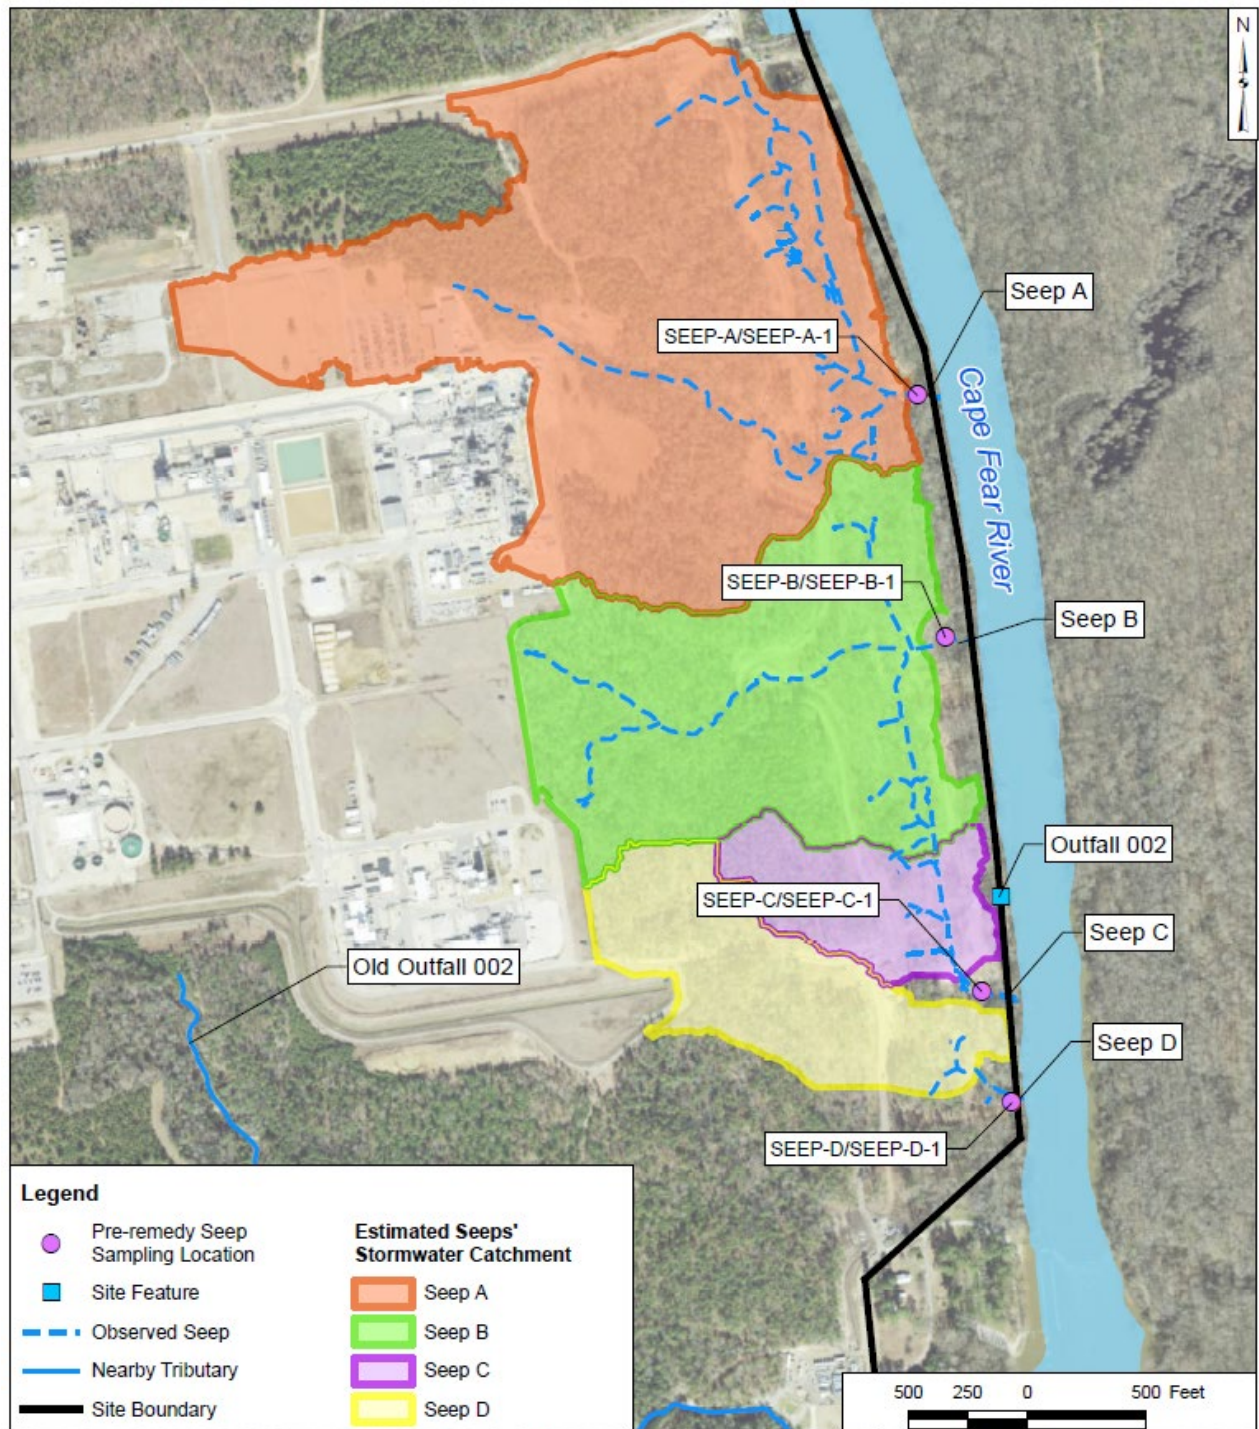 N
Seep A
SEEP-A/SEEP-A-1
Cape Fear River
SEEP-B/SEEP-B-1
Seep B
Outfall 002
SEEP-C/SEEP-C-1
Seep C
Old Outfall 002
Seep D
SEEP-D/SEEP-D-1
Legend
Pre-remedy Seep
Sampling Location
Site Feature
Observed Seep
Nearby Tributary
Site Boundary
Estimated Seeps'
Stormwater Catchment
Seep A
Seep B
Seep C
Seep D
500 250 0 500 Feet